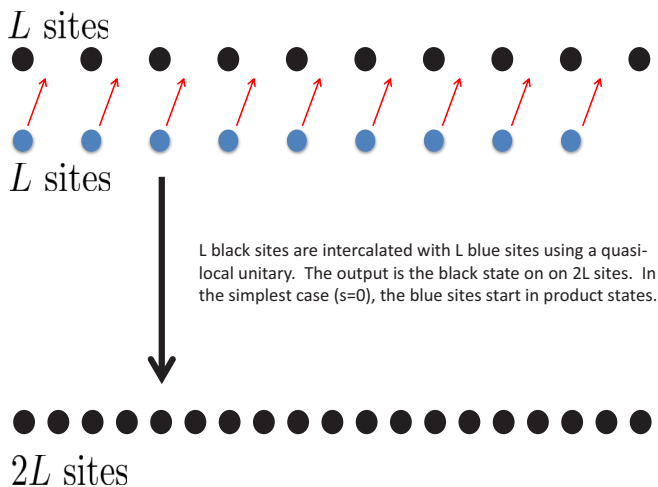 L sites
L sites
L black sites are intercalated with L blue sites using a quasi-
local unitary. The output is the black state on on 2L sites. In
the simplest case (s=0), the blue sites start in product states.
2L sites